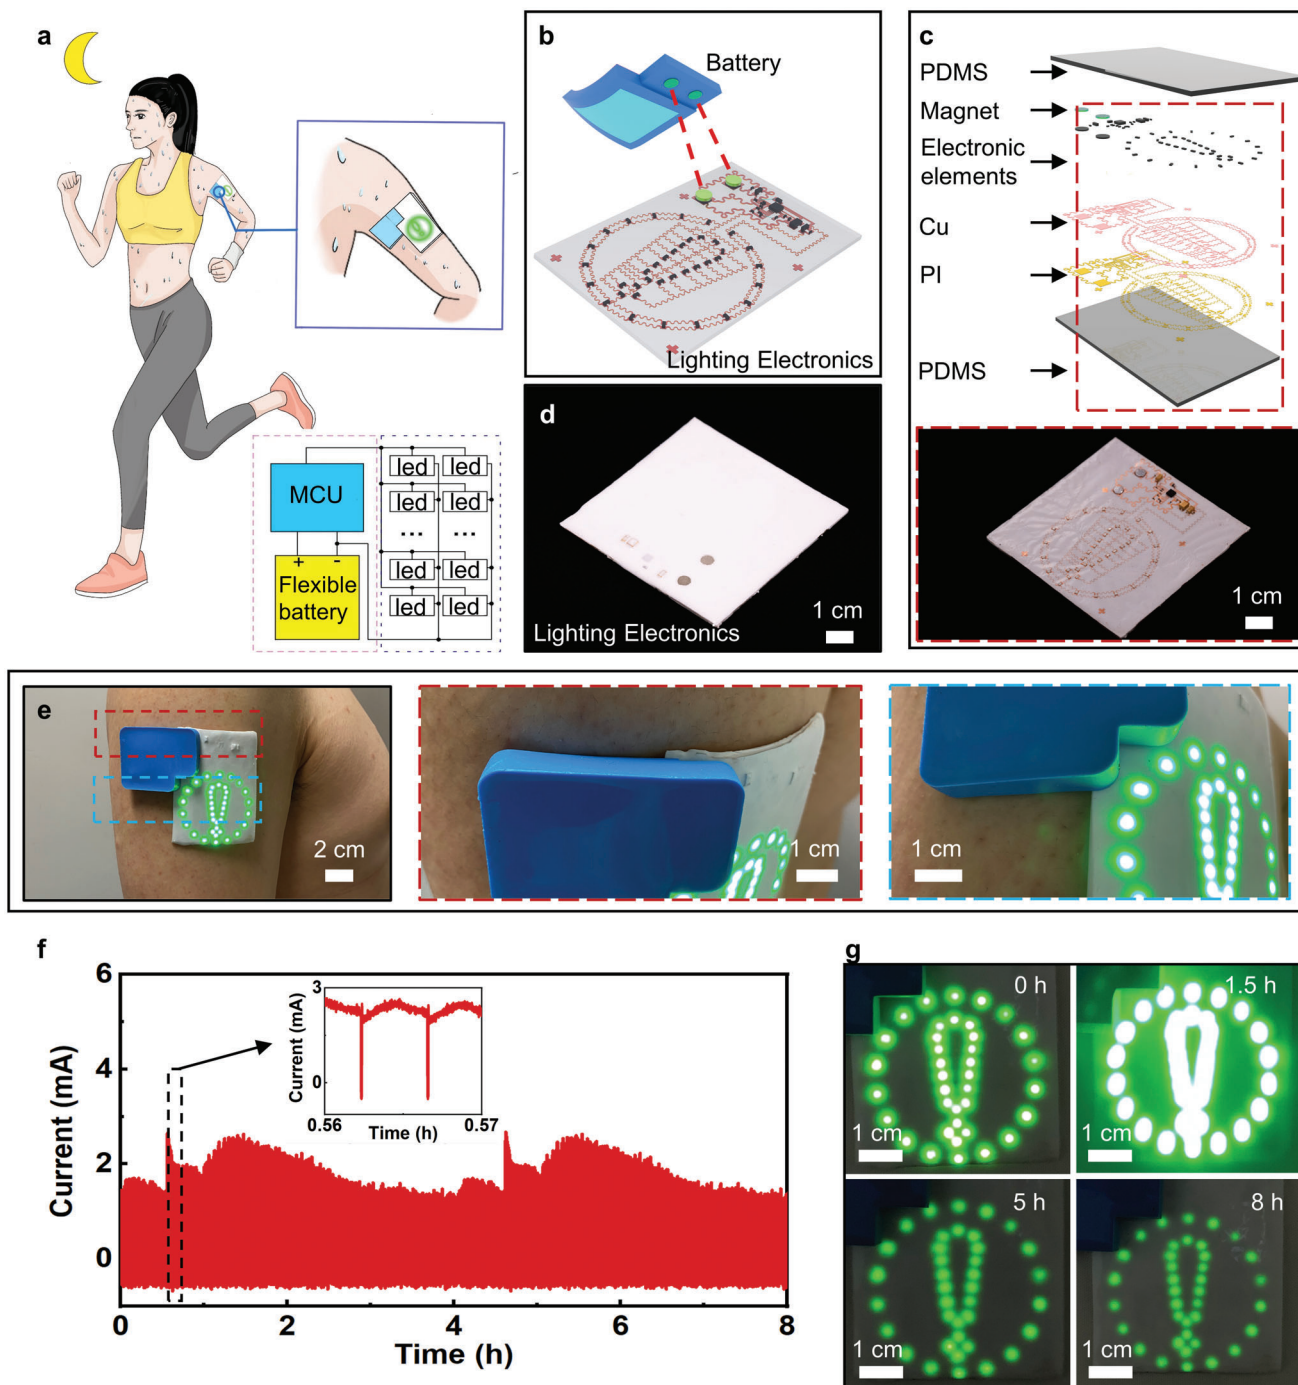 a
MCU
+ -
Flexible
battery
led led
led led
... ...
led led
led led
b
Battery
Lighting Electronics
c
PDMS
Magnet
Electronic
elements
Cu
PI
PDMS
1 cm
d
1 cm
Lighting Electronics
e
2 cm
1 cm
1 cm
f
Current (mA)
6
4
2
0
0 2 4 6 8
Time (h)
Current (mA)
3
0
0.56 0.57
Time (h)
g
0 h
1 cm
1.5 h
1 cm
5 h
1 cm
8 h
1 cm